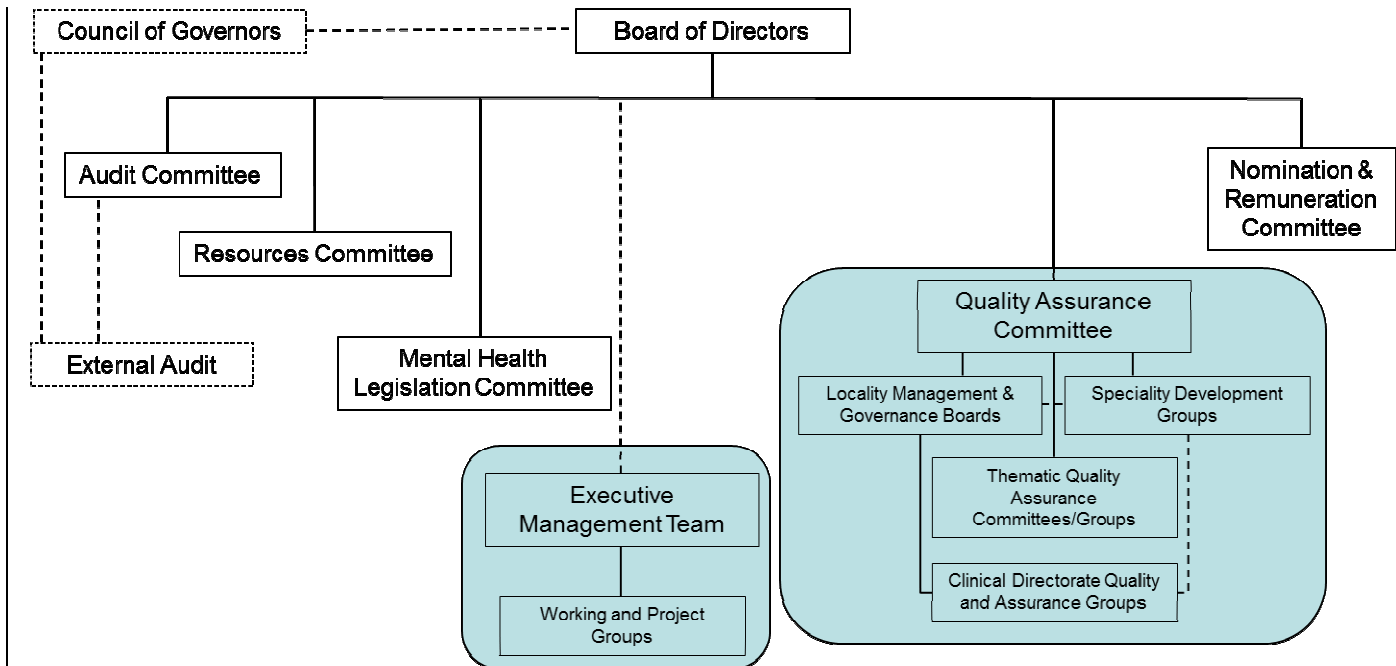 Council of Governors
Board of Directors
Audit Committee
Nomination &
Remuneration
Committee
Resources Committee
External Audit
Mental Health
Legislation Committee
Quality Assurance
Committee
Locality Management &
Governance Boards
Speciality Development
Groups
Thematic Quality
Assurance
Committees/Groups
Clinical Directorate Quality
and Assurance Groups
Executive
Management Team
Working and Project
Groups